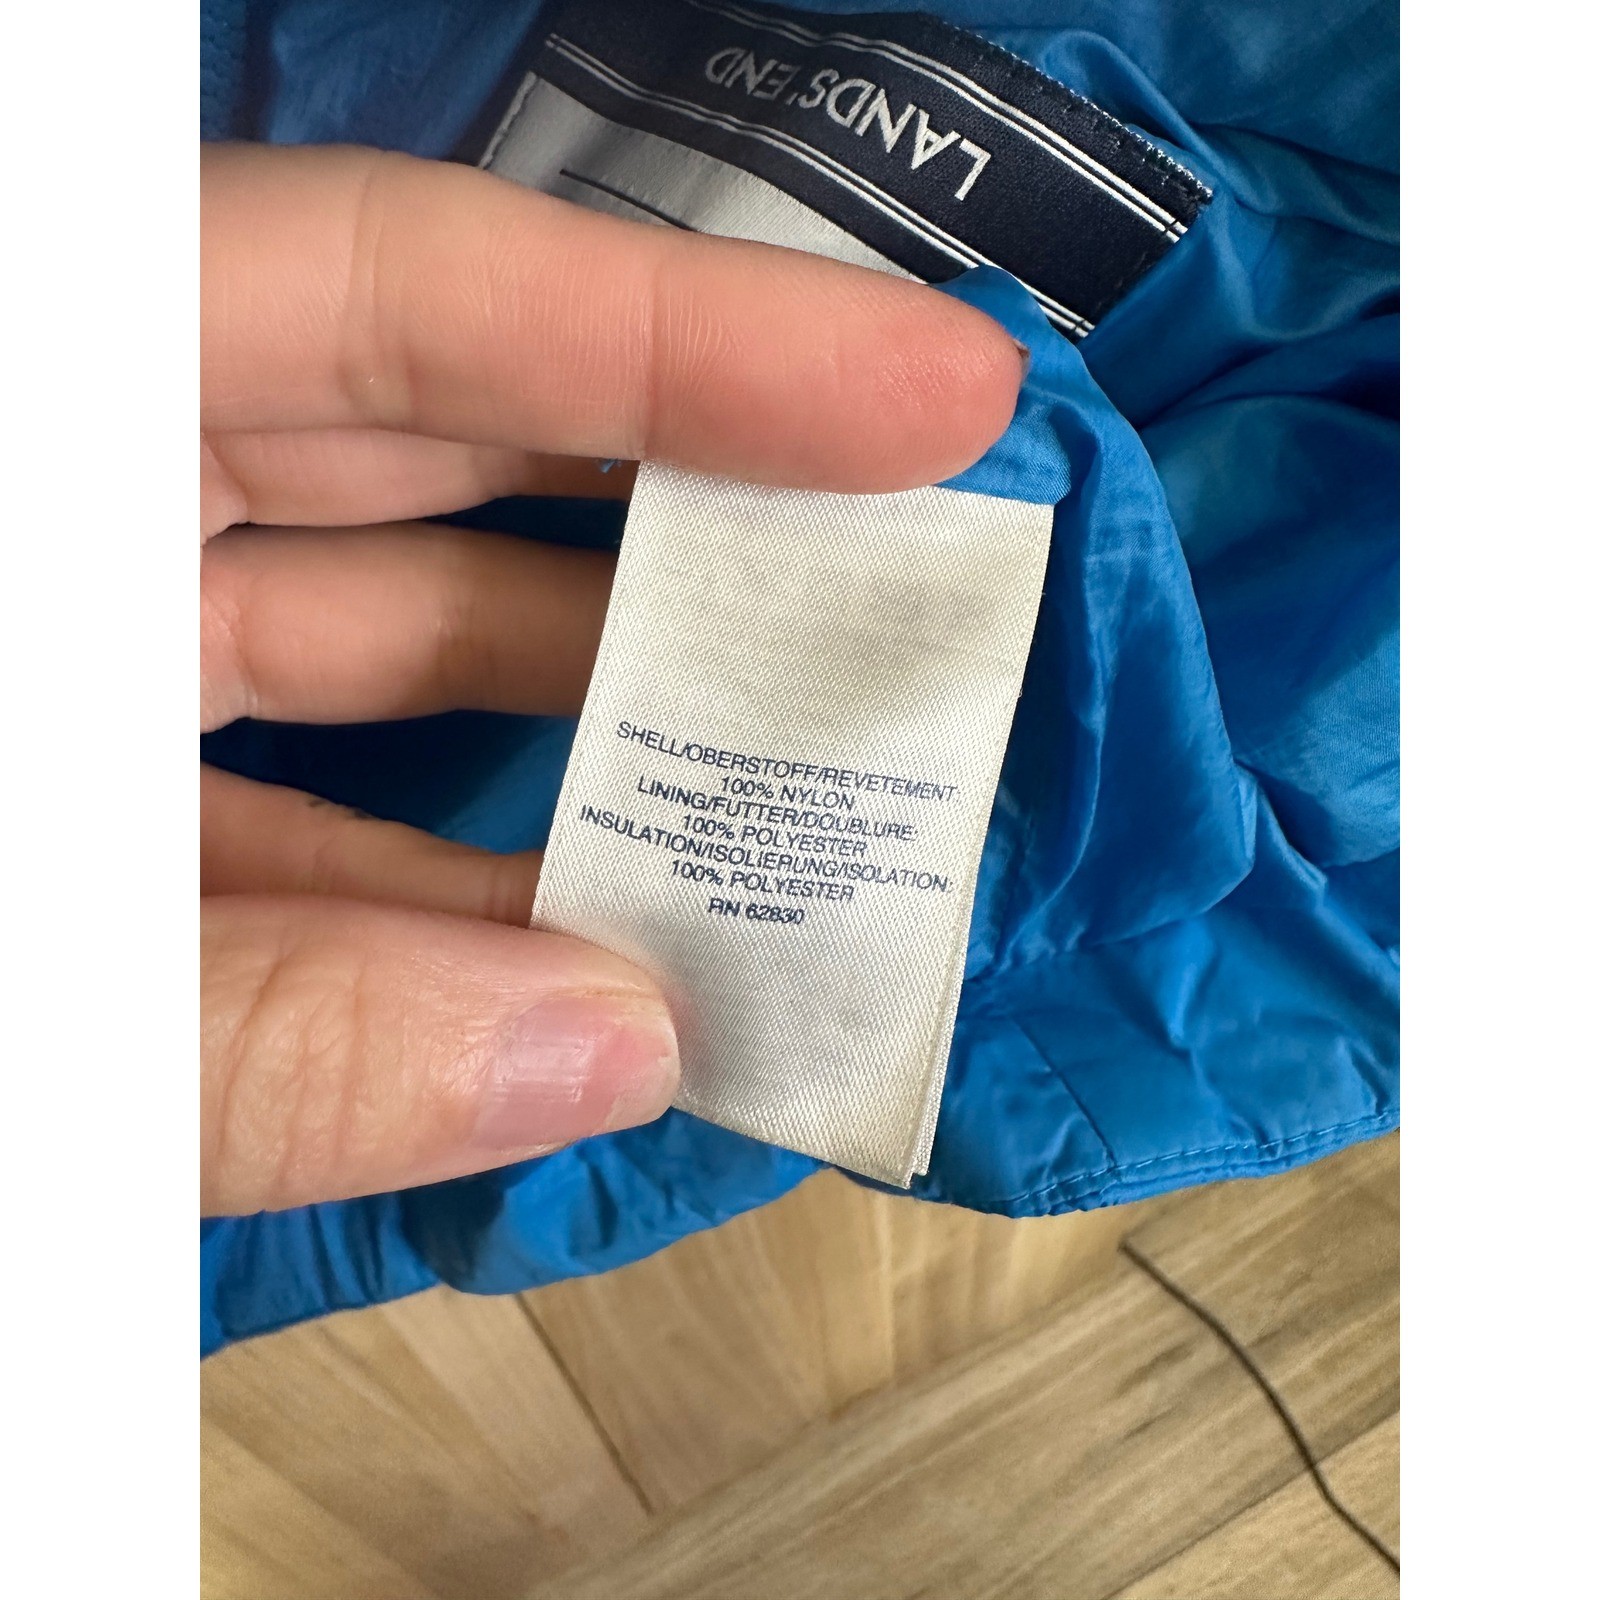 LANDS' END
SHELL/OBERSTOFF/REVETEMENT:
100% NYLON
LINING/FUTTER/DOUBLURE:
100% POLYESTER
INSULATION/ISOLIERUNG/ISOLATION:
100% POLYESTER
RN 62830